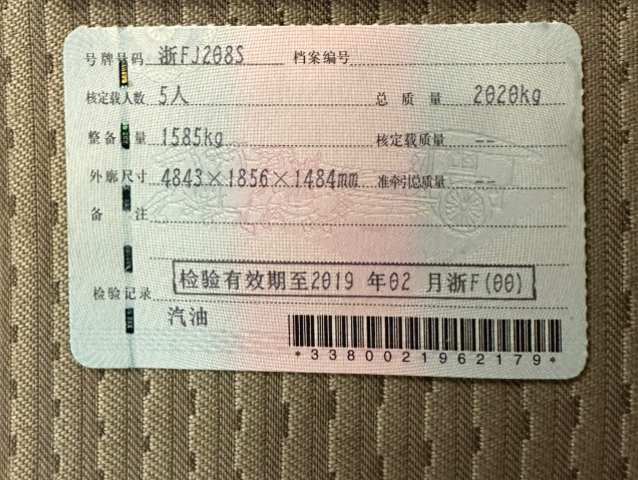 号牌号码 浙FJ208S 档案编号
核定载人数 5人 总质量 2020kg
整备质量 1585kg 核定载质量 --
外廓尺寸 4843×1856×1484mm 准牵引总质量 --
备注
检验有效期至2019 年02 月浙F(00)
检验记录
汽油
*3380021962179*